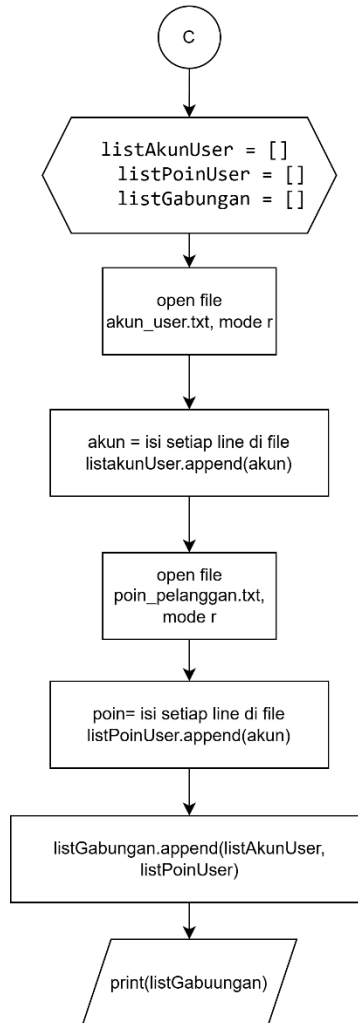 C
listAkunUser = []
listPoinUser = []
listGabungan = []
open file
akun_user.txt, mode r
akun = isi setiap line di file
listakunUser.append(akun)
open file
poin_pelanggan.txt,
mode r
poin= isi setiap line di file
listPoinUser.append(akun)
listGabungan.append(listAkunUser,
listPoinUser)
print(listGabuungan)